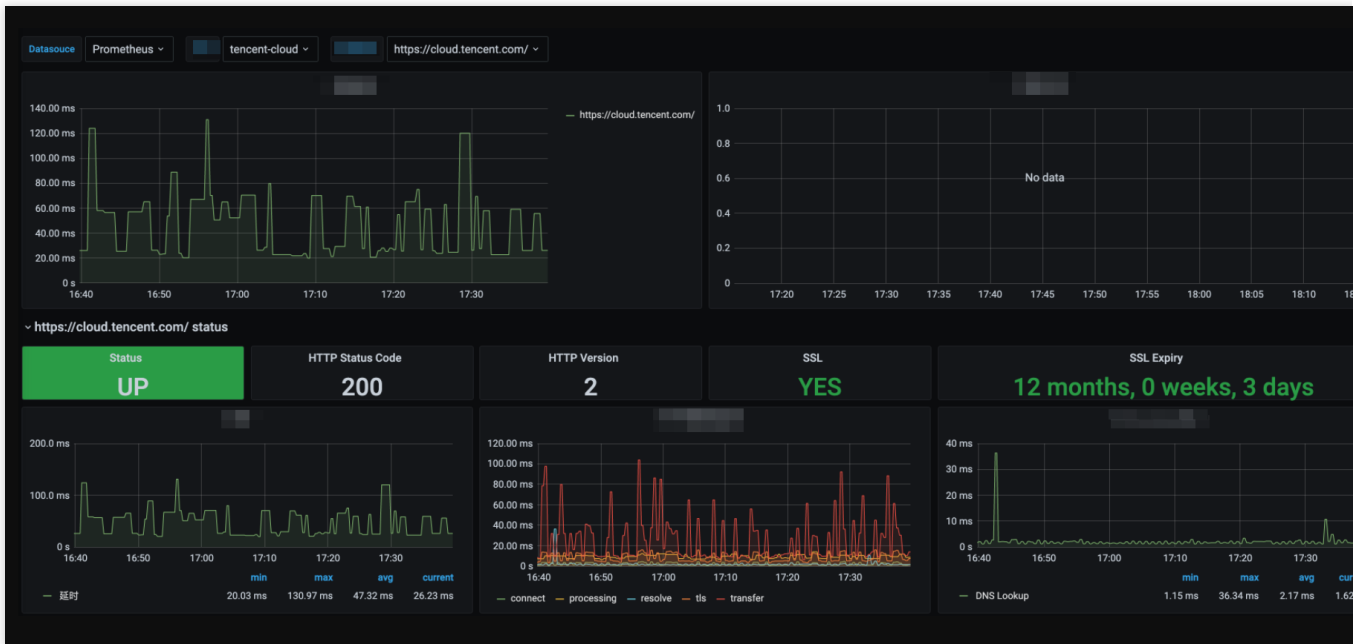 Datasouce Prometheus tencent-cloud https://cloud.tencent.com/
140.00 ms
120.00 ms
100.00 ms
80.00 ms
60.00 ms
40.00 ms
20.00 ms
0 s
16:40 16:50 17:00 17:10 17:20 17:30
https://cloud.tencent.com/
1.0
0.8
0.6
0.4
0.2
0
No data
17:20 17:25 17:30 17:35 17:40 17:45 17:50 17:55 18:00 18:05 18:10
https://cloud.tencent.com/ status
Status
UP
HTTP Status Code
200
HTTP Version
2
SSL
YES
SSL Expiry
12 months, 0 weeks, 3 days
200.0 ms
100.0 ms
0 s
16:40 16:50 17:00 17:10 17:20 17:30
min max avg current
延时 20.03 ms 130.97 ms 47.32 ms 26.23 ms
120.00 ms
100.00 ms
80.00 ms
60.00 ms
40.00 ms
20.00 ms
0 s
16:40 16:50 17:00 17:10 17:20 17:30
connect processing resolve tls transfer
40 ms
30 ms
20 ms
10 ms
0 s
16:40 16:50 17:00 17:10 17:20 17:30
min max avg
DNS Lookup 1.15 ms 36.34 ms 2.17 ms